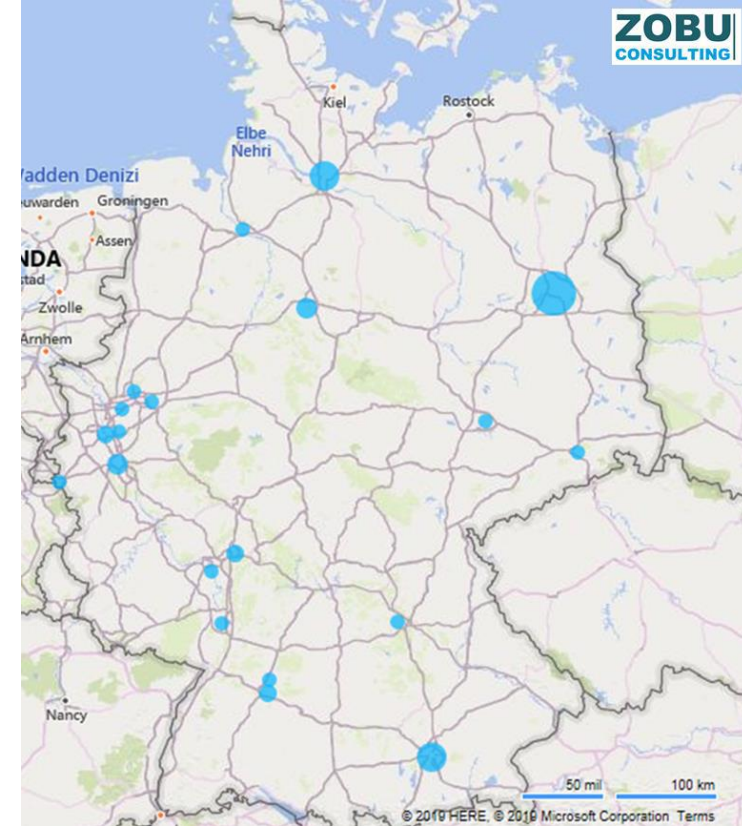 ZOBU
CONSULTING
Kiel
Rostock
Elbe
Nehri
Vadden Denizi
euwarden
Groningen
Assen
NDA
stad
Zwolle
Arnhem
Nancy
50 mil
100 km
© 2019 HERE, © 2019 Microsoft Corporation Terms